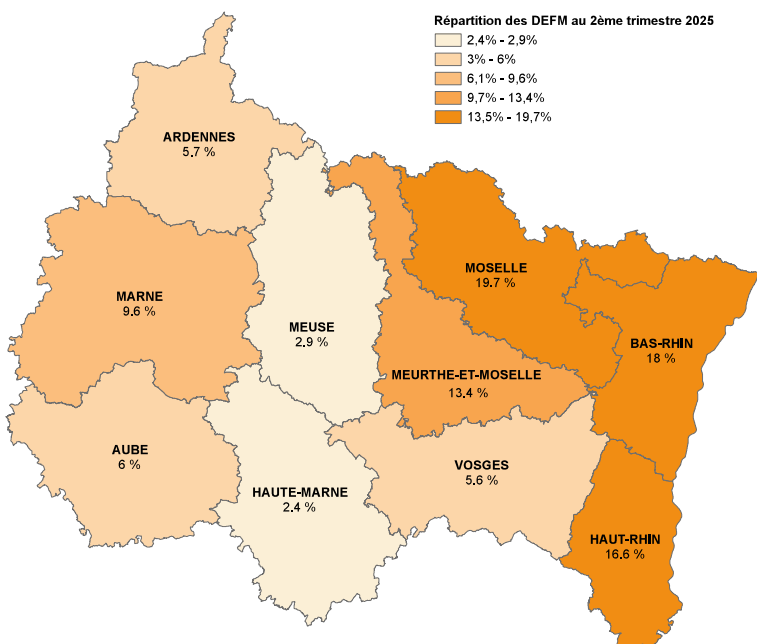 Répartition des DEFM au 2ème trimestre 2025
2,4% - 2,9%
3% - 6%
6,1% - 9,6%
9,7% - 13,4%
13,5% - 19,7%
ARDENNES
5.7 %
MARNE
9.6 %
MEUSE
2.9 %
MOSELLE
19.7 %
BAS-RHIN
18 %
MEURTHE-ET-MOSELLE
13.4 %
AUBE
6 %
HAUTE-MARNE
2.4 %
VOSGES
5.6 %
HAUT-RHIN
16.6 %